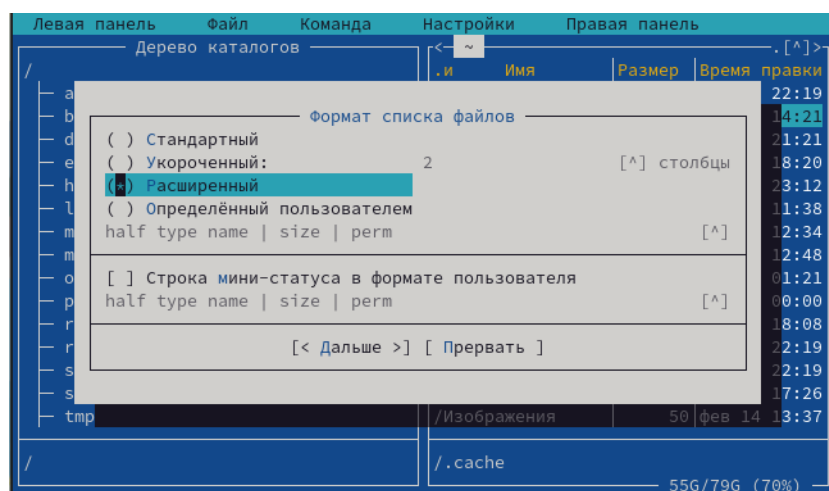 Левая панель Файл Команда Настройки Правая панель
Дерево каталогов <─ ~ .[^]>
/ .и Имя Размер Время правки
a 22:19
b Формат списка файлов 14:21
d ( ) Стандартный 21:21
e ( ) Укороченный: 2 [^] столбцы 18:20
h (*) Расширенный 23:12
l ( ) Определённый пользователем 11:38
m half type name | size | perm [^] 12:34
m 12:48
o [ ] Строка мини-статуса в формате пользователя 01:21
p half type name | size | perm [^] 00:00
r 18:08
r [< Дальше >] [ Прервать ] 22:19
s 22:19
s 17:26
tmp /Изображения 50 фев 14 13:37
/ /.cache
55G/79G (70%)